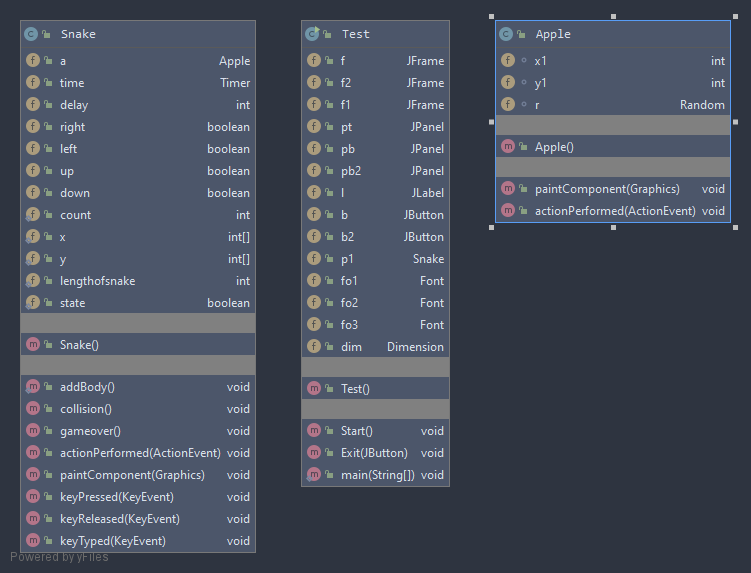 Snake
a Apple
time Timer
delay int
right boolean
left boolean
up boolean
down boolean
count int
x int[]
y int[]
lengthofsnake int
state boolean
Snake()
addBody() void
collision() void
gameover() void
actionPerformed(ActionEvent) void
paintComponent(Graphics) void
keyPressed(KeyEvent) void
keyReleased(KeyEvent) void
keyTyped(KeyEvent) void
Test
f JFrame
f2 JFrame
f1 JFrame
pt JPanel
pb JPanel
pb2 JPanel
l JLabel
b JButton
b2 JButton
p1 Snake
fo1 Font
fo2 Font
fo3 Font
dim Dimension
Test()
Start() void
Exit(JButton) void
main(String[]) void
Apple
x1 int
y1 int
r Random
Apple()
paintComponent(Graphics) void
actionPerformed(ActionEvent) void
Powered by yFiles